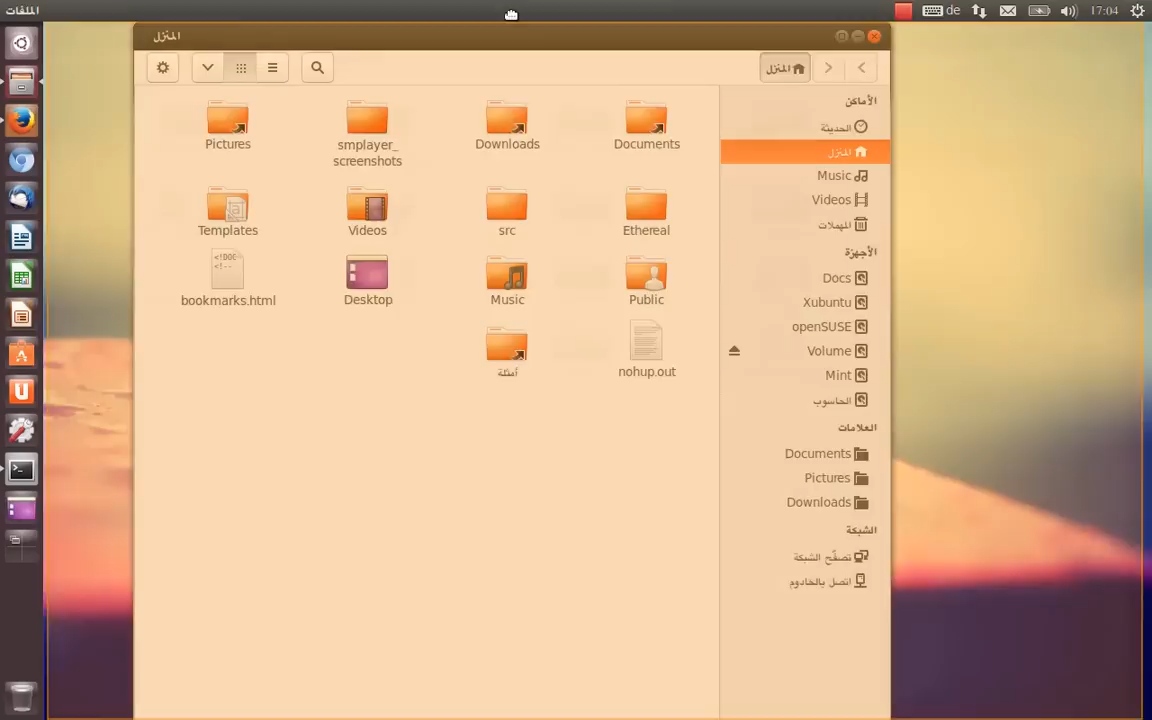 الملفات
de
17:04
المنزل
المنزل
Pictures
smplayer_
screenshots
Downloads
Documents
Templates
Videos
src
Ethereal
<!DOC
<!--
bookmarks.html
Desktop
Music
Public
أمثلة
nohup.out
الأماكن
الحديثة
المنزل
Music
Videos
المهملات
الأجهزة
Docs
Xubuntu
openSUSE
Volume
Mint
الحاسوب
العلامات
Documents
Pictures
Downloads
الشبكة
تصفّح الشبكة
اتصل بالخادوم